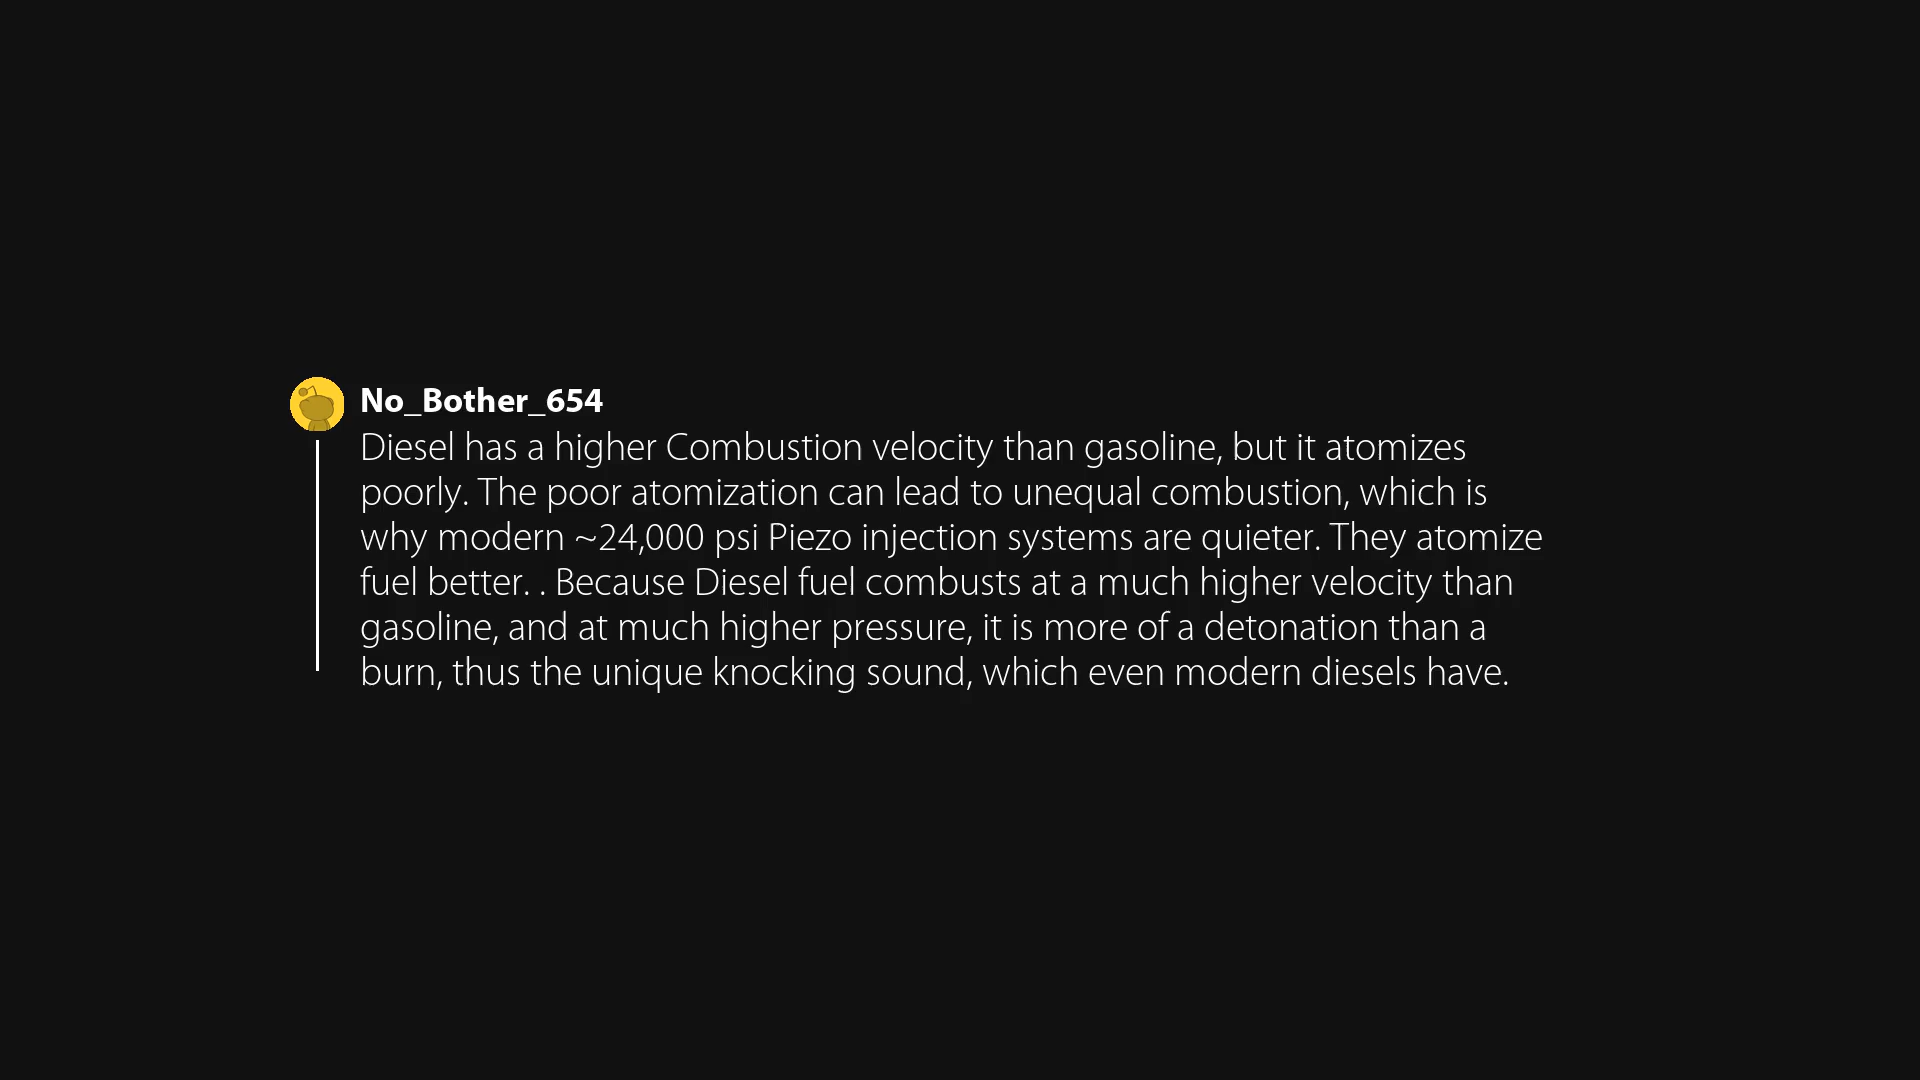 No_Bother_654
Diesel has a higher Combustion velocity than gasoline, but it atomizes
poorly. The poor atomization can lead to unequal combustion, which is
why modern ~24,000 psi Piezo injection systems are quieter. They atomize
fuel better. . Because Diesel fuel combusts at a much higher velocity than
gasoline, and at much higher pressure, it is more of a detonation than a
burn, thus the unique knocking sound, which even modern diesels have.